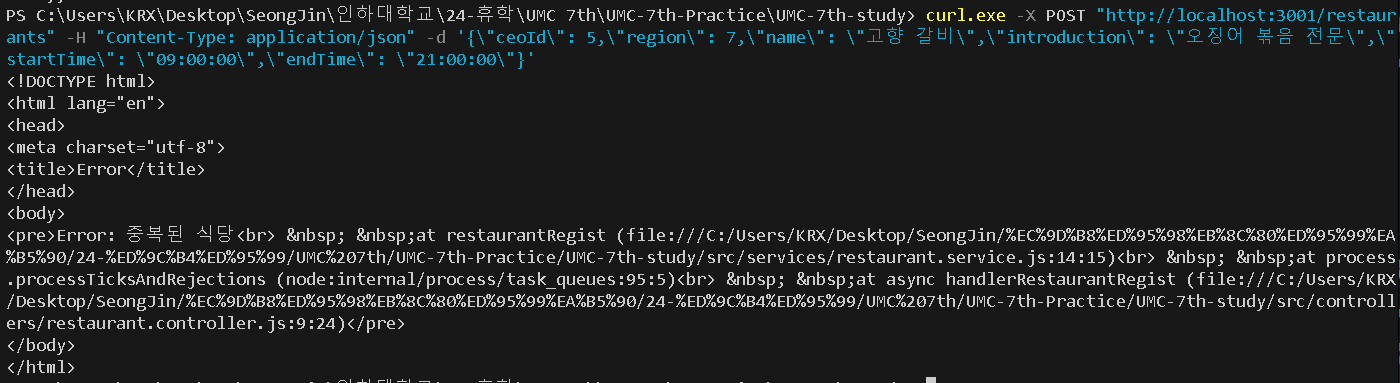 PS C:\Users\KRX\Desktop\SeongJin\인하대학교\24-휴학\UMC 7th\UMC-7th-Practice\UMC-7th-study> curl.exe -X POST "http://localhost:3001/restaur
ants" -H "Content-Type: application/json" -d '{\"ceoId\": 5,\"region\": 7,\"name\": \"고향 갈비\",\"introduction\": \"오징어 볶음 전문\",\"
startTime\": \"09:00:00\",\"endTime\": \"21:00:00\"}'
<!DOCTYPE html>
<html lang="en">
<head>
<meta charset="utf-8">
<title>Error</title>
</head>
<body>
<pre>Error: 중복된 식당<br> &nbsp; &nbsp;at restaurantRegist (file:///C:/Users/KRX/Desktop/SeongJin/%EC%9D%B8%ED%95%98%EB%8C%80%ED%95%99%EA
%B5%90/24-%ED%9C%B4%ED%95%99/UMC%207th/UMC-7th-Practice/UMC-7th-study/src/services/restaurant.service.js:14:15)<br> &nbsp; &nbsp;at process
.processTicksAndRejections (node:internal/process/task_queues:95:5)<br> &nbsp; &nbsp;at async handlerRestaurantRegist (file:///C:/Users/KRX
/Desktop/SeongJin/%EC%9D%B8%ED%95%98%EB%8C%80%ED%95%99%EA%B5%90/24-%ED%9C%B4%ED%95%99/UMC%207th/UMC-7th-Practice/UMC-7th-study/src/controll
ers/restaurant.controller.js:9:24)</pre>
</body>
</html>